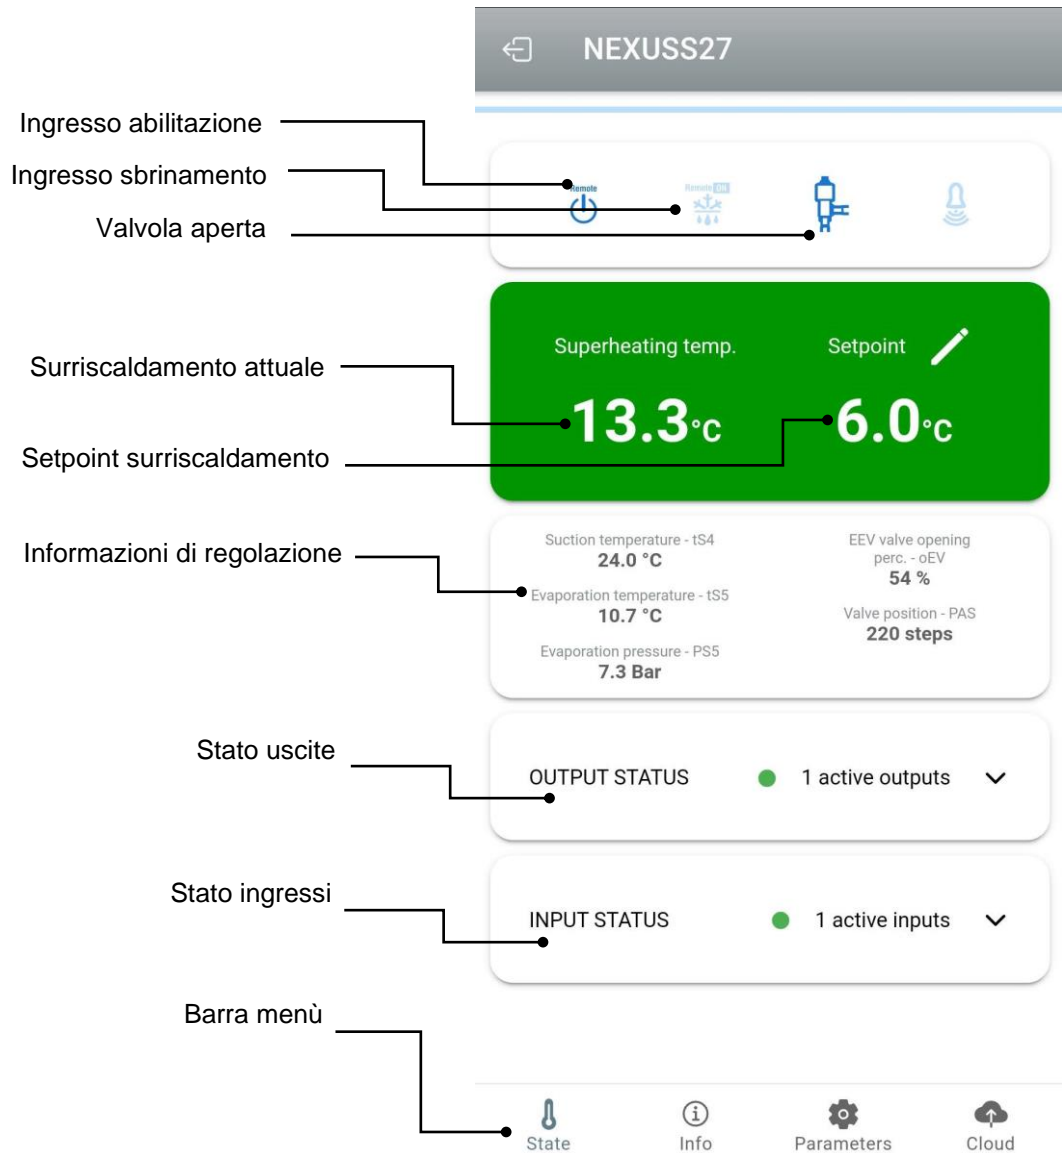 NEXUSS27
Ingresso abilitazione
Ingresso sbrinamento
Valvola aperta
Remote
Remote ON
Surriscaldamento attuale
Setpoint surriscaldamento
Superheating temp.
Setpoint
13.3°C
6.0°C
Informazioni di regolazione
Suction temperature - tS4
24.0 °C
Evaporation temperature - tS5
10.7 °C
Evaporation pressure - PS5
7.3 Bar
EEV valve opening
perc. - oEV
54 %
Valve position - PAS
220 steps
Stato uscite
OUTPUT STATUS
1 active outputs
Stato ingressi
INPUT STATUS
1 active inputs
Barra menù
State
Info
Parameters
Cloud